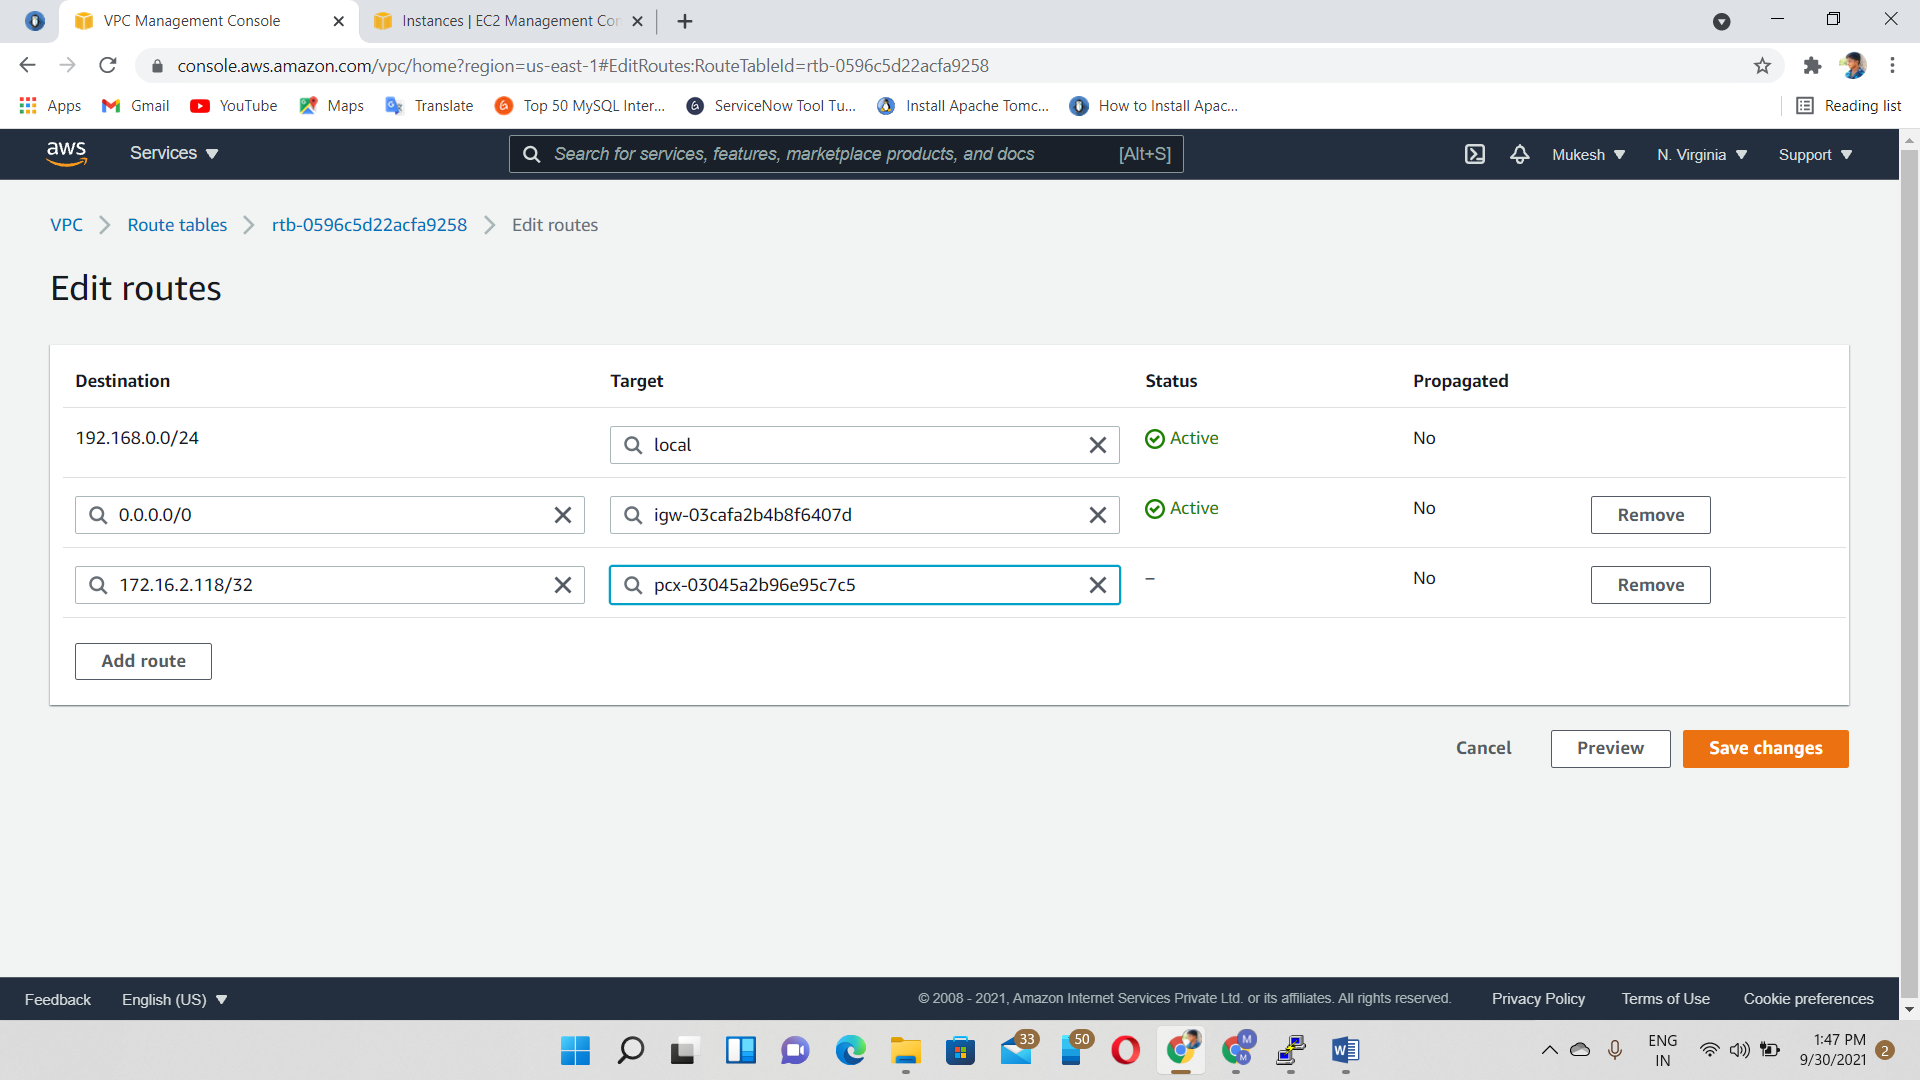 VPC Management Console
Instances | EC2 Management Con
console.aws.amazon.com/vpc/home?region=us-east-1#EditRoutes:RouteTableId=rtb-0596c5d22acfa9258
Apps Gmail YouTube Maps Translate Top 50 MySQL Inter... ServiceNow Tool Tu... Install Apache Tomc... How to Install Apac... Reading list
aws Services Search for services, features, marketplace products, and docs [Alt+S] Mukesh N. Virginia Support
VPC Route tables rtb-0596c5d22acfa9258 Edit routes
Edit routes
Destination Target Status Propagated
192.168.0.0/24 local Active No
0.0.0.0/0 igw-03cafa2b4b8f6407d Active No Remove
172.16.2.118/32 pcx-03045a2b96e95c7c5 – No Remove
Add route
Cancel Preview Save changes
Feedback English (US) © 2008 - 2021, Amazon Internet Services Private Ltd. or its affiliates. All rights reserved. Privacy Policy Terms of Use Cookie preferences
33 50 M M ENG 1:47 PM
IN 9/30/2021 2